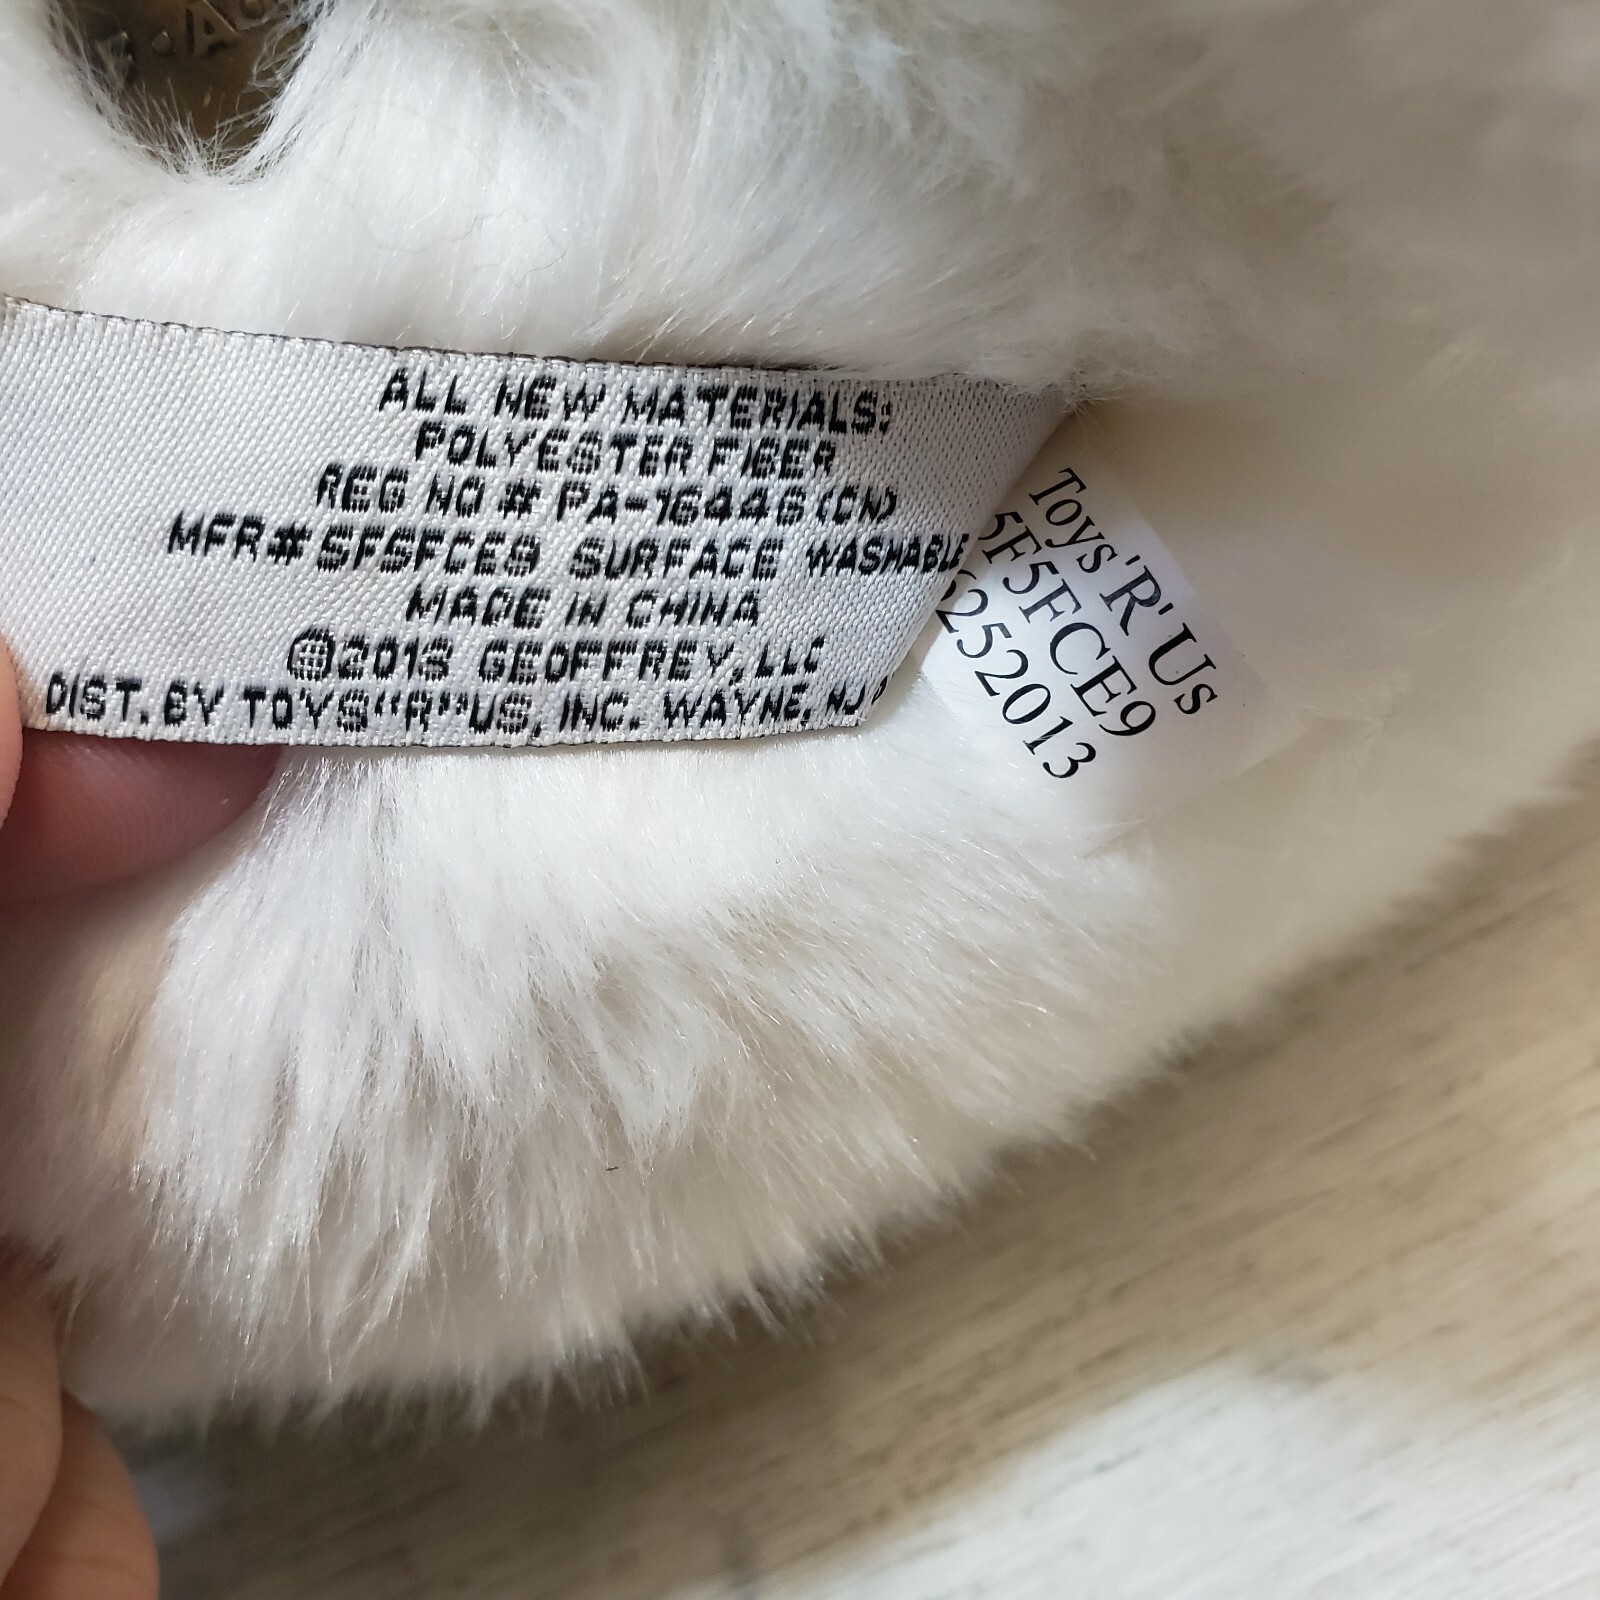 ALL NEW MATERIALS:
POLYESTER FIBER
REG NO # PA-16446 (CN)
MFR#5F5FCE9 SURFACE WASHABLE
MADE IN CHINA
©2013 GEOFFREY, LLC
DIST. BY TOYS"R"US, INC. WAYNE, NJ
Toys 'R' Us
5F5FCE9
2252013